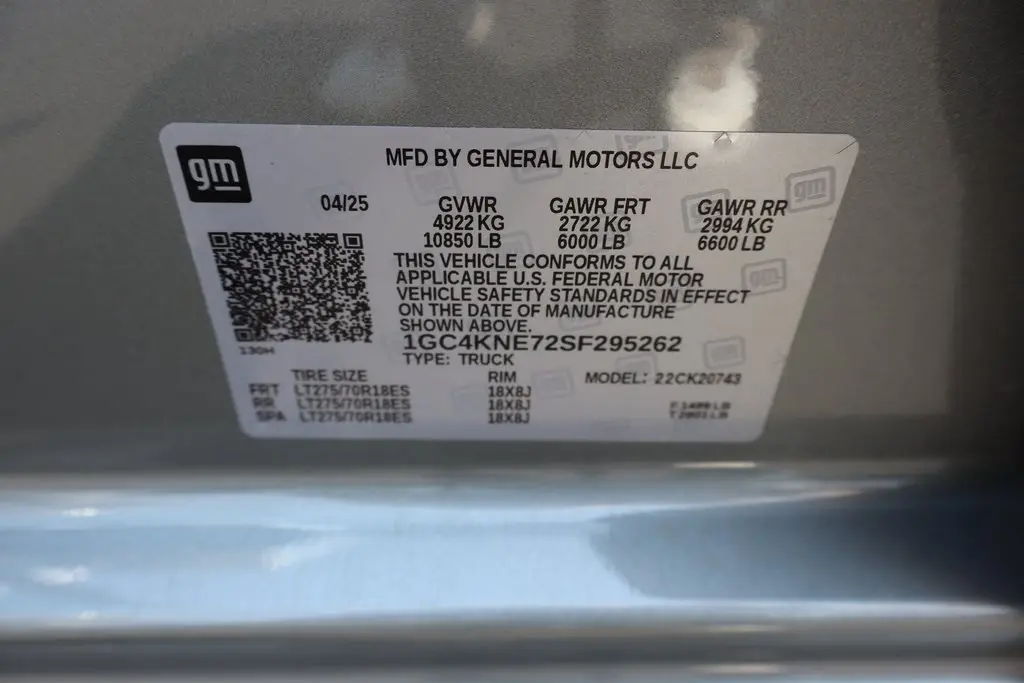 gm
MFD BY GENERAL MOTORS LLC
04/25 GVWR GAWR FRT GAWR RR
4922 KG 2722 KG 2994 KG
10850 LB 6000 LB 6600 LB
THIS VEHICLE CONFORMS TO ALL
APPLICABLE U.S. FEDERAL MOTOR
VEHICLE SAFETY STANDARDS IN EFFECT
ON THE DATE OF MANUFACTURE
SHOWN ABOVE.
1GC4KNE72SF295262
130H
TYPE: TRUCK
TIRE SIZE RIM MODEL: 22CK20743
FRT LT275/70R18ES 18X8J
RR LT275/70R18ES 18X8J
SPA LT275/70R18ES 18X8J